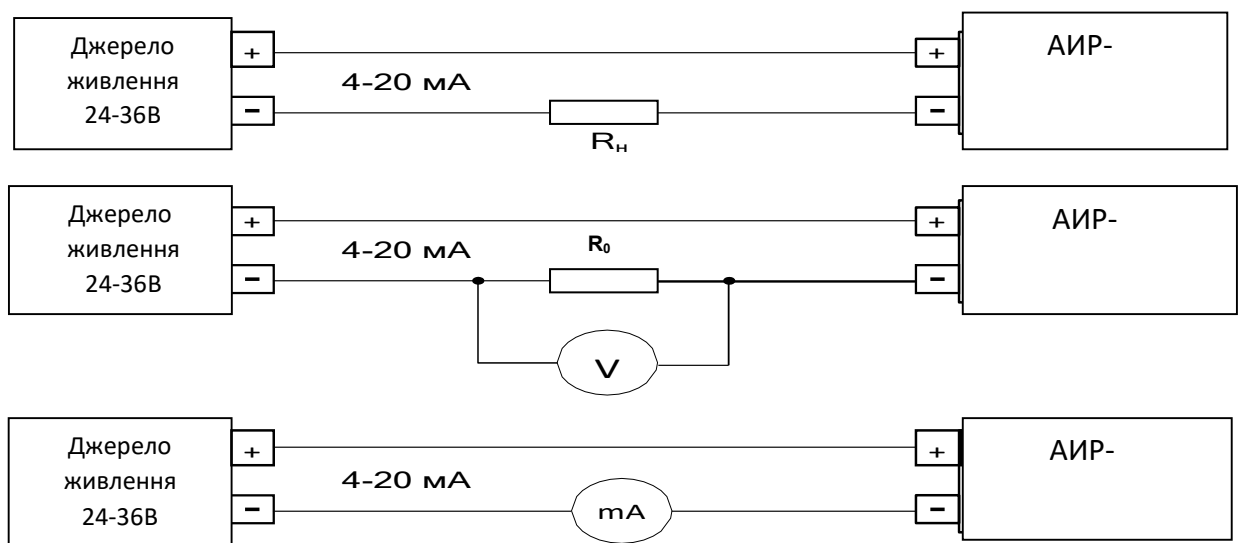 Джерело
живлення
24-36В
+
−
4-20 мА
Rн
+
−
АИР-
Джерело
живлення
24-36В
+
−
4-20 мА
R₀
V
+
−
АИР-
Джерело
живлення
24-36В
+
−
4-20 мА
mA
+
−
АИР-